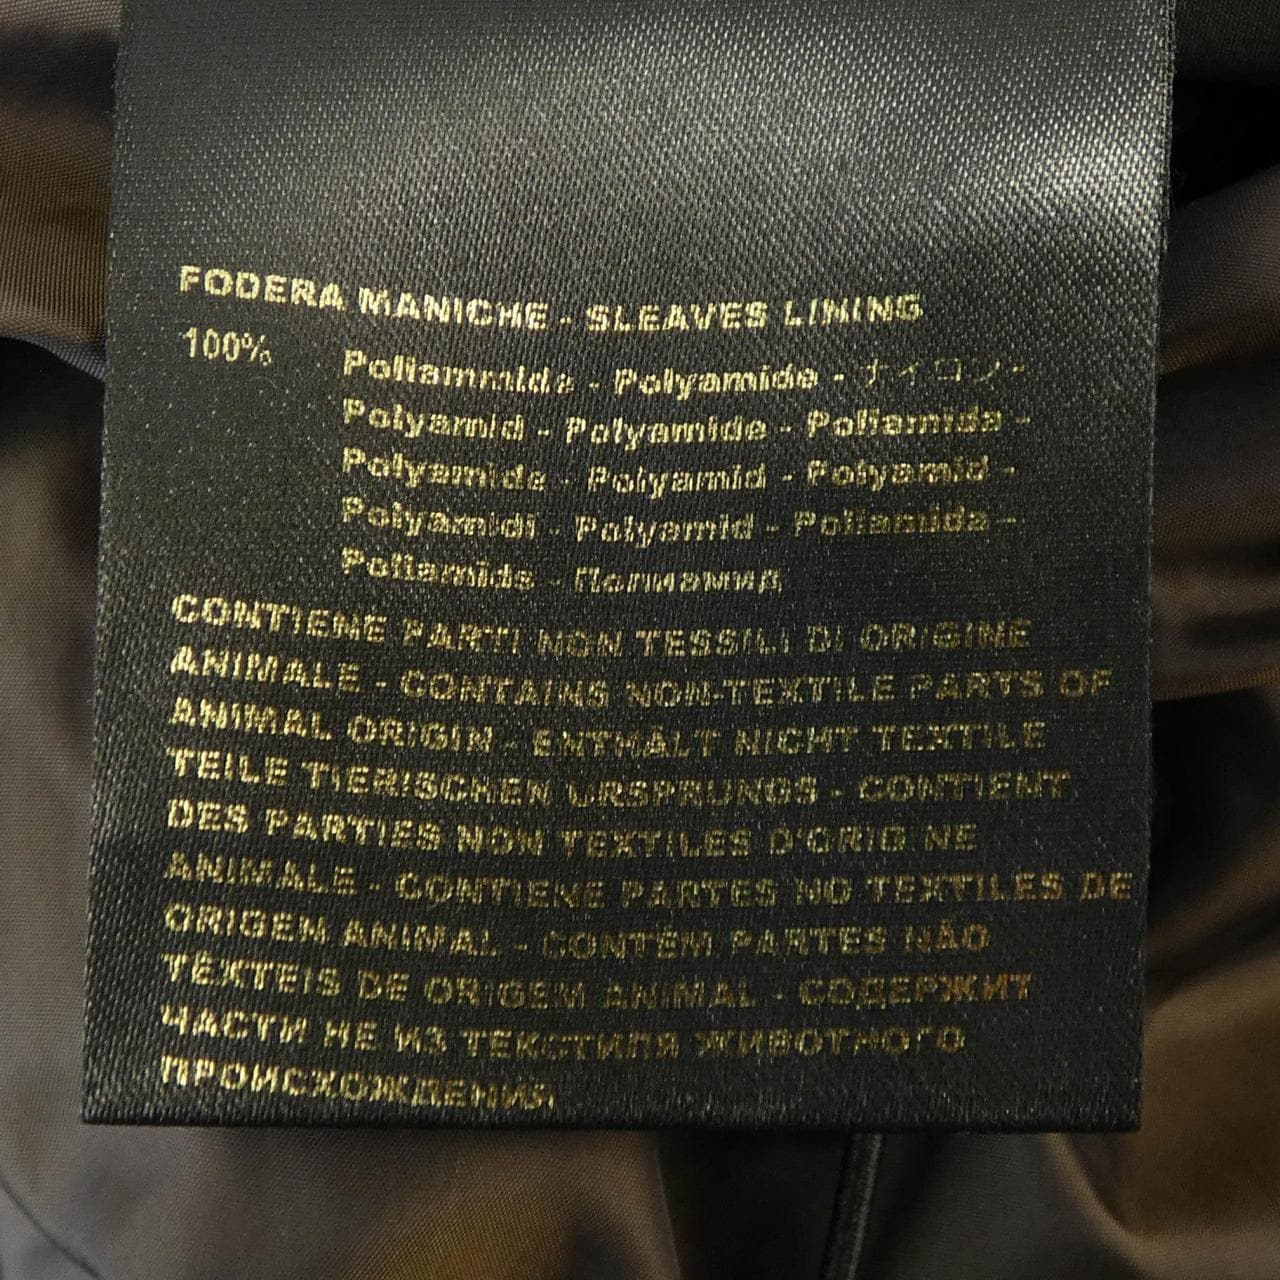 FODERA MANICHE - SLEAVES LINING
100% Poliammida - Polyamide - ナイロン -
Polyamid - Polyamide - Poliamida -
Polyamide - Polyamid - Polyamid -
Polyamidi - Polyamid - Poliamida -
Poliamida - Полиамид
CONTIENE PARTI NON TESSILI DI ORIGINE
ANIMALE - CONTAINS NON-TEXTILE PARTS OF
ANIMAL ORIGIN - ENTHÄLT NICHT TEXTILE
TEILE TIERISCHEN URSPRUNGS - CONTIENT
DES PARTIES NON TEXTILES D'ORIGINE
ANIMALE - CONTIENE PARTES NO TEXTILES DE
ORIGEN ANIMAL - CONTÉM PARTES NÃO
TÊXTEIS DE ORIGEM ANIMAL - СОДЕРЖИТ
ЧАСТИ НЕ ИЗ ТЕКСТИЛЯ ЖИВОТНОГО
ПРОИСХОЖДЕНИЯ